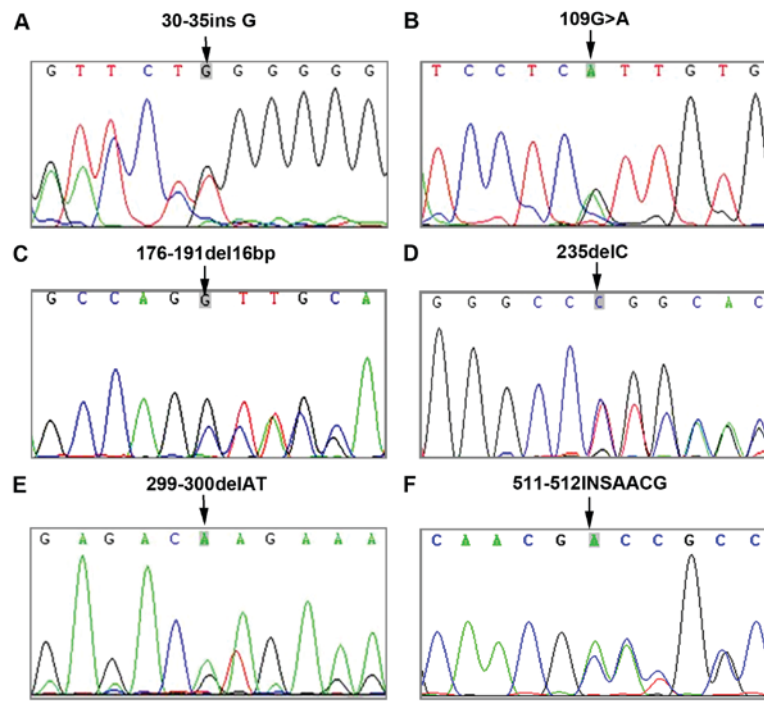 A 30-35ins G
G T T C T G G G G G G
B 109G>A
T C C T C A T T G T G
C 176-191del16bp
G C C A G G T T G C A
D 235delC
G G G C C C G G C A C
E 299-300delAT
G A G A C A A G A A A
F 511-512INSAACG
C A A C G A C C G C C